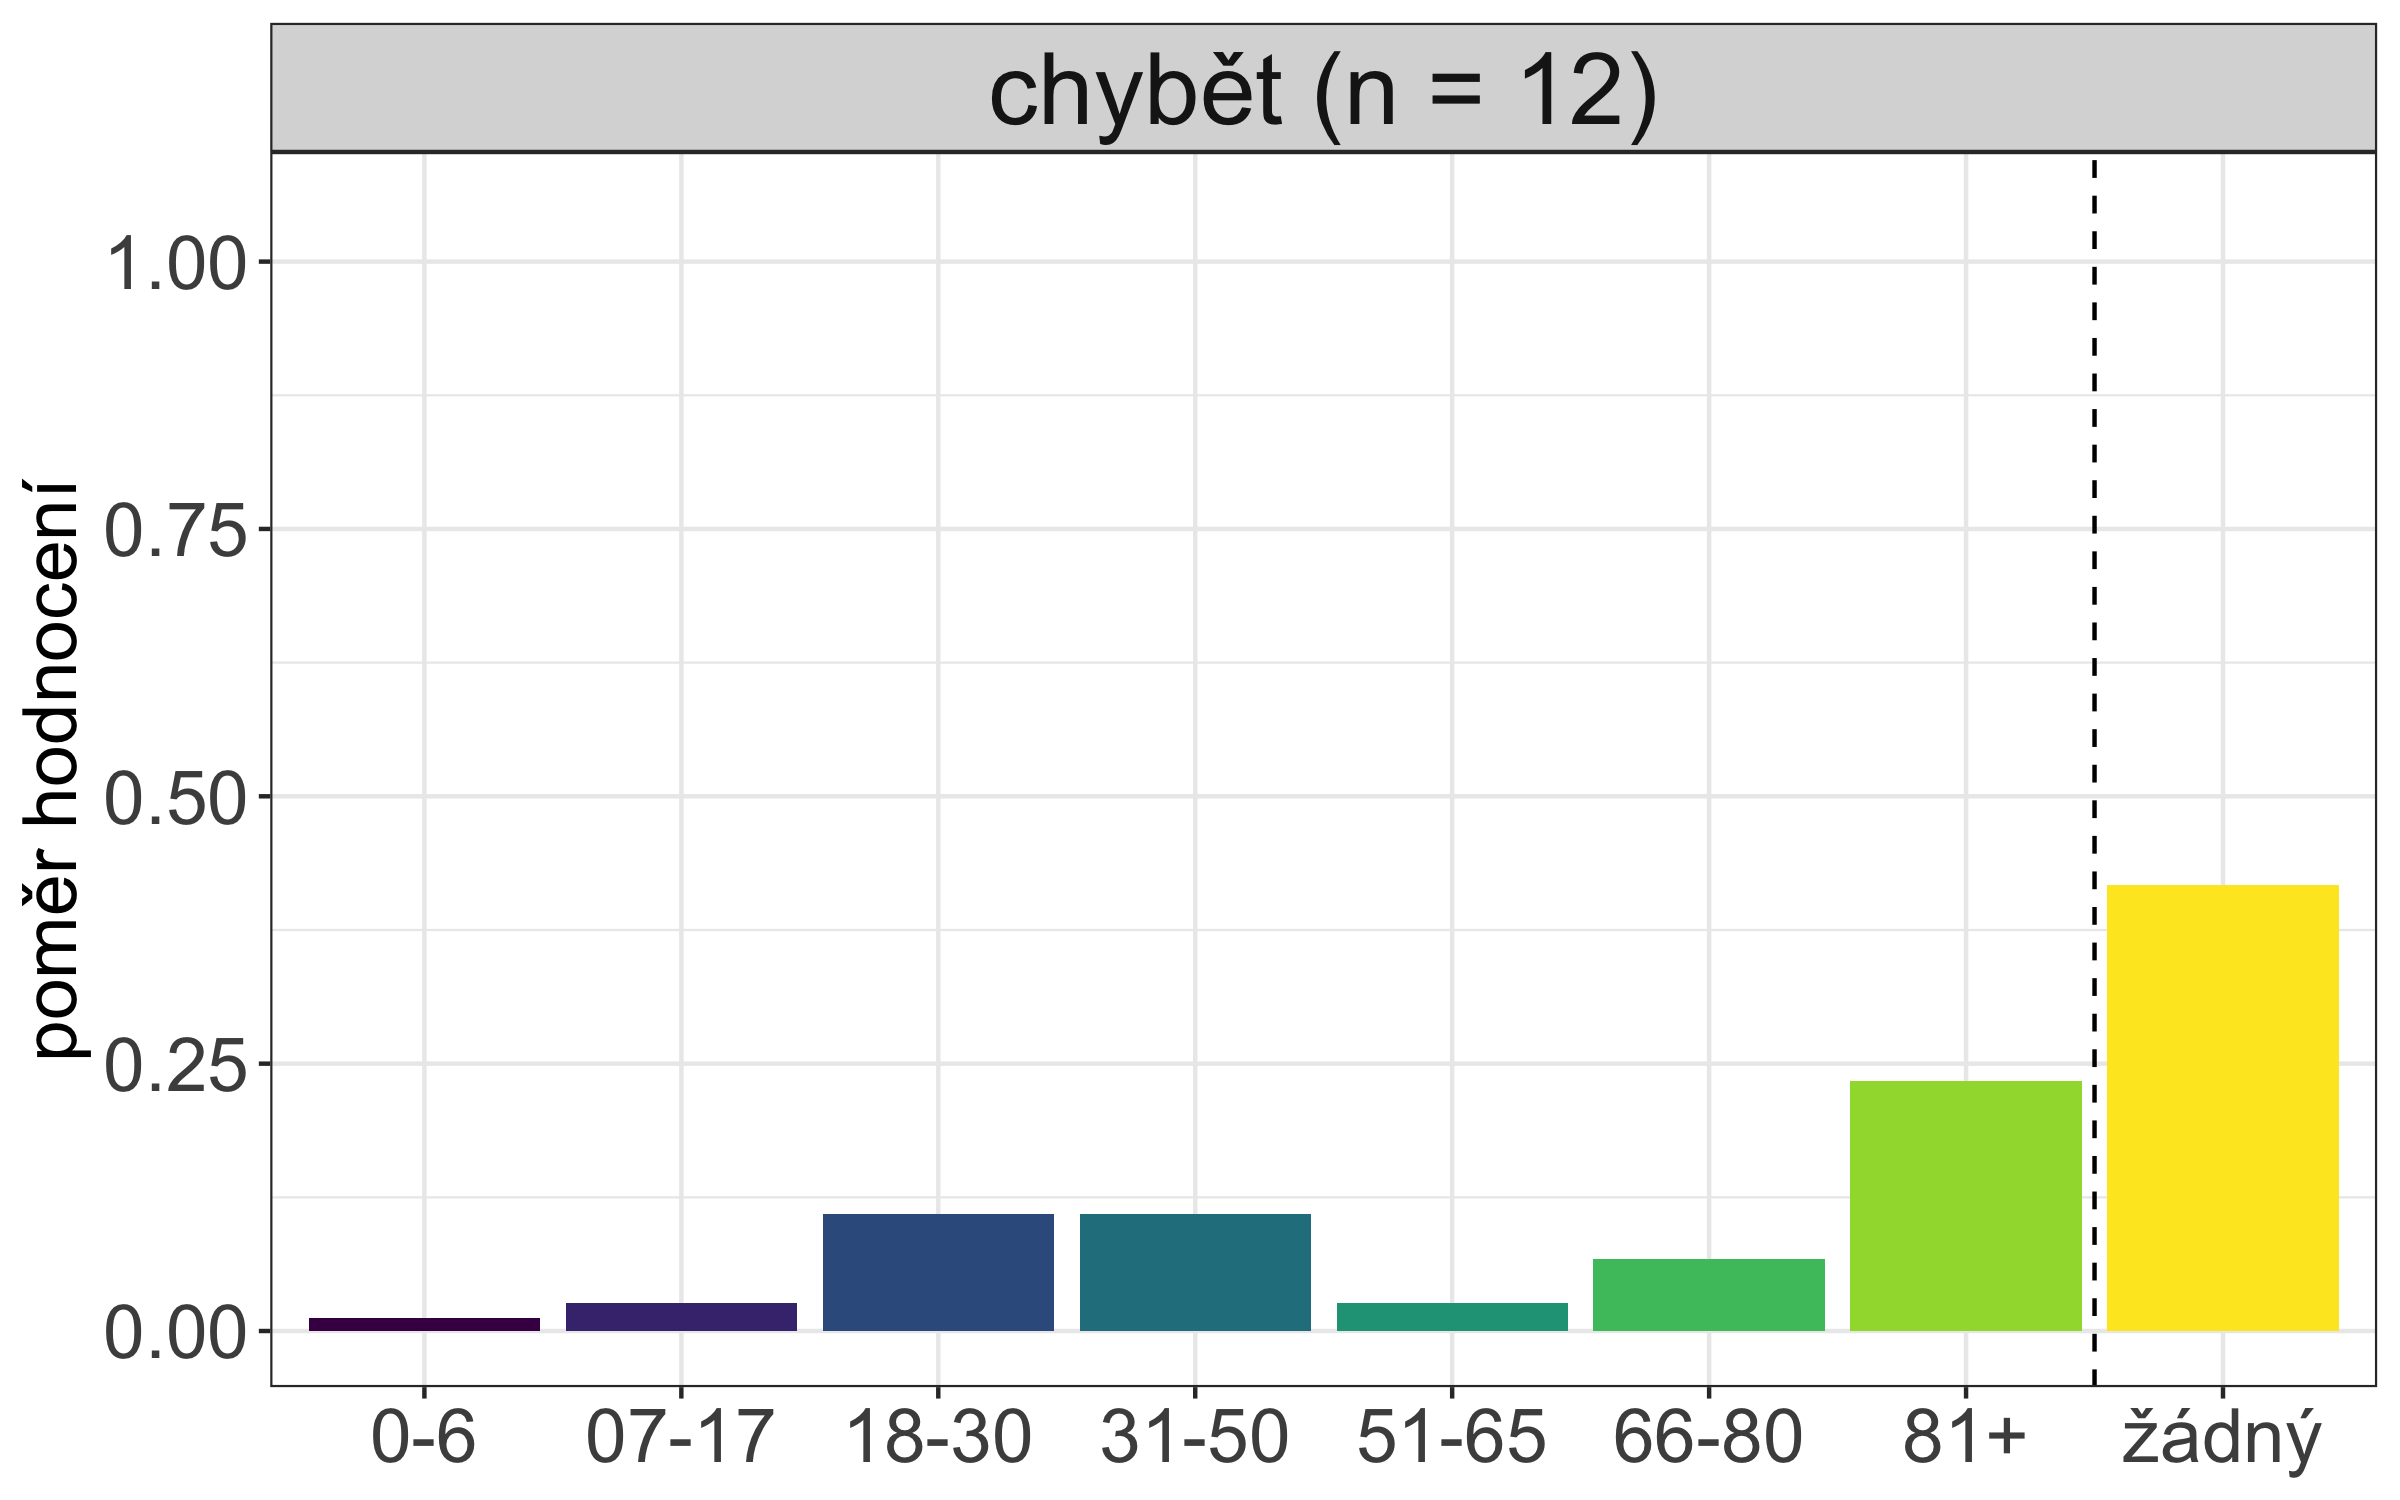 chybět (n = 12)
poměr hodnocení
1.00
0.75
0.50
0.25
0.00
0-6 07-17 18-30 31-50 51-65 66-80 81+ žádný